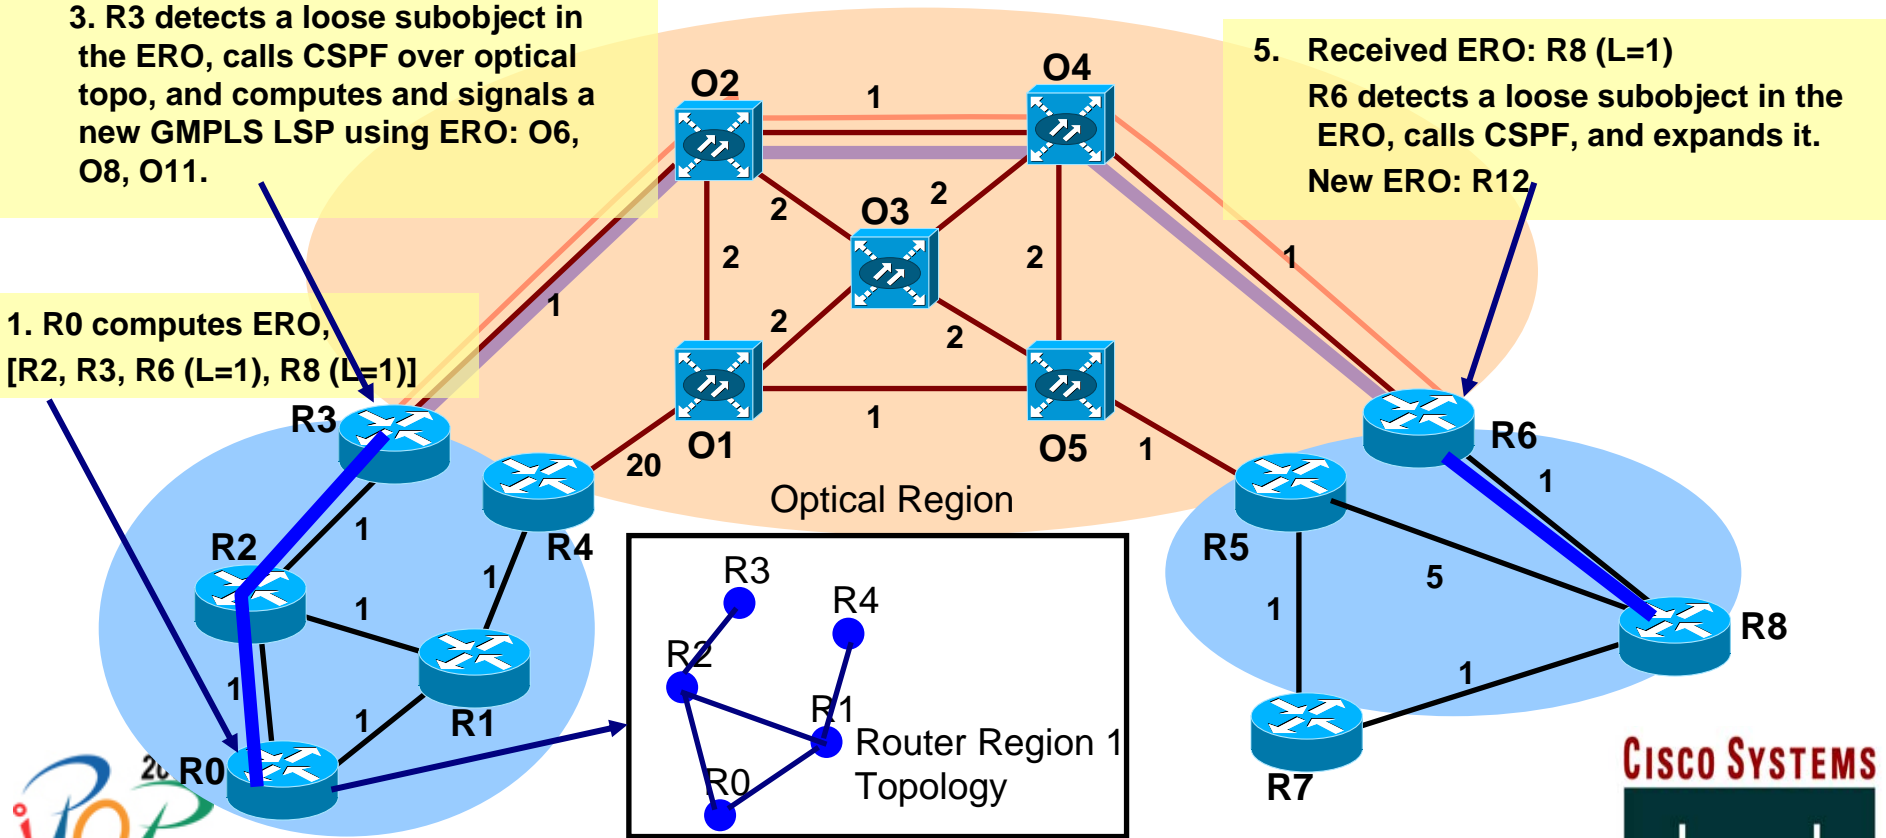 3. R3 detects a loose subobject in
the ERO, calls CSPF over optical
topo, and computes and signals a
new GMPLS LSP using ERO: O6,
O8, O11.
5. Received ERO: R8 (L=1)
R6 detects a loose subobject in the
ERO, calls CSPF, and expands it.
New ERO: R12
1. R0 computes ERO,
[R2, R3, R6 (L=1), R8 (L=1)]
O2
1
O4
2
2
O3
2
2
1
1
2
2
O1
1
O5
20
1
Optical Region
R3
R4
R2
1
1
1
1
1
R1
R0
R6
1
R5
5
1
R8
1
R7
R3
R4
R2
R1
R0
Router Region 1
Topology
20
iPOP
CISCO SYSTEMS